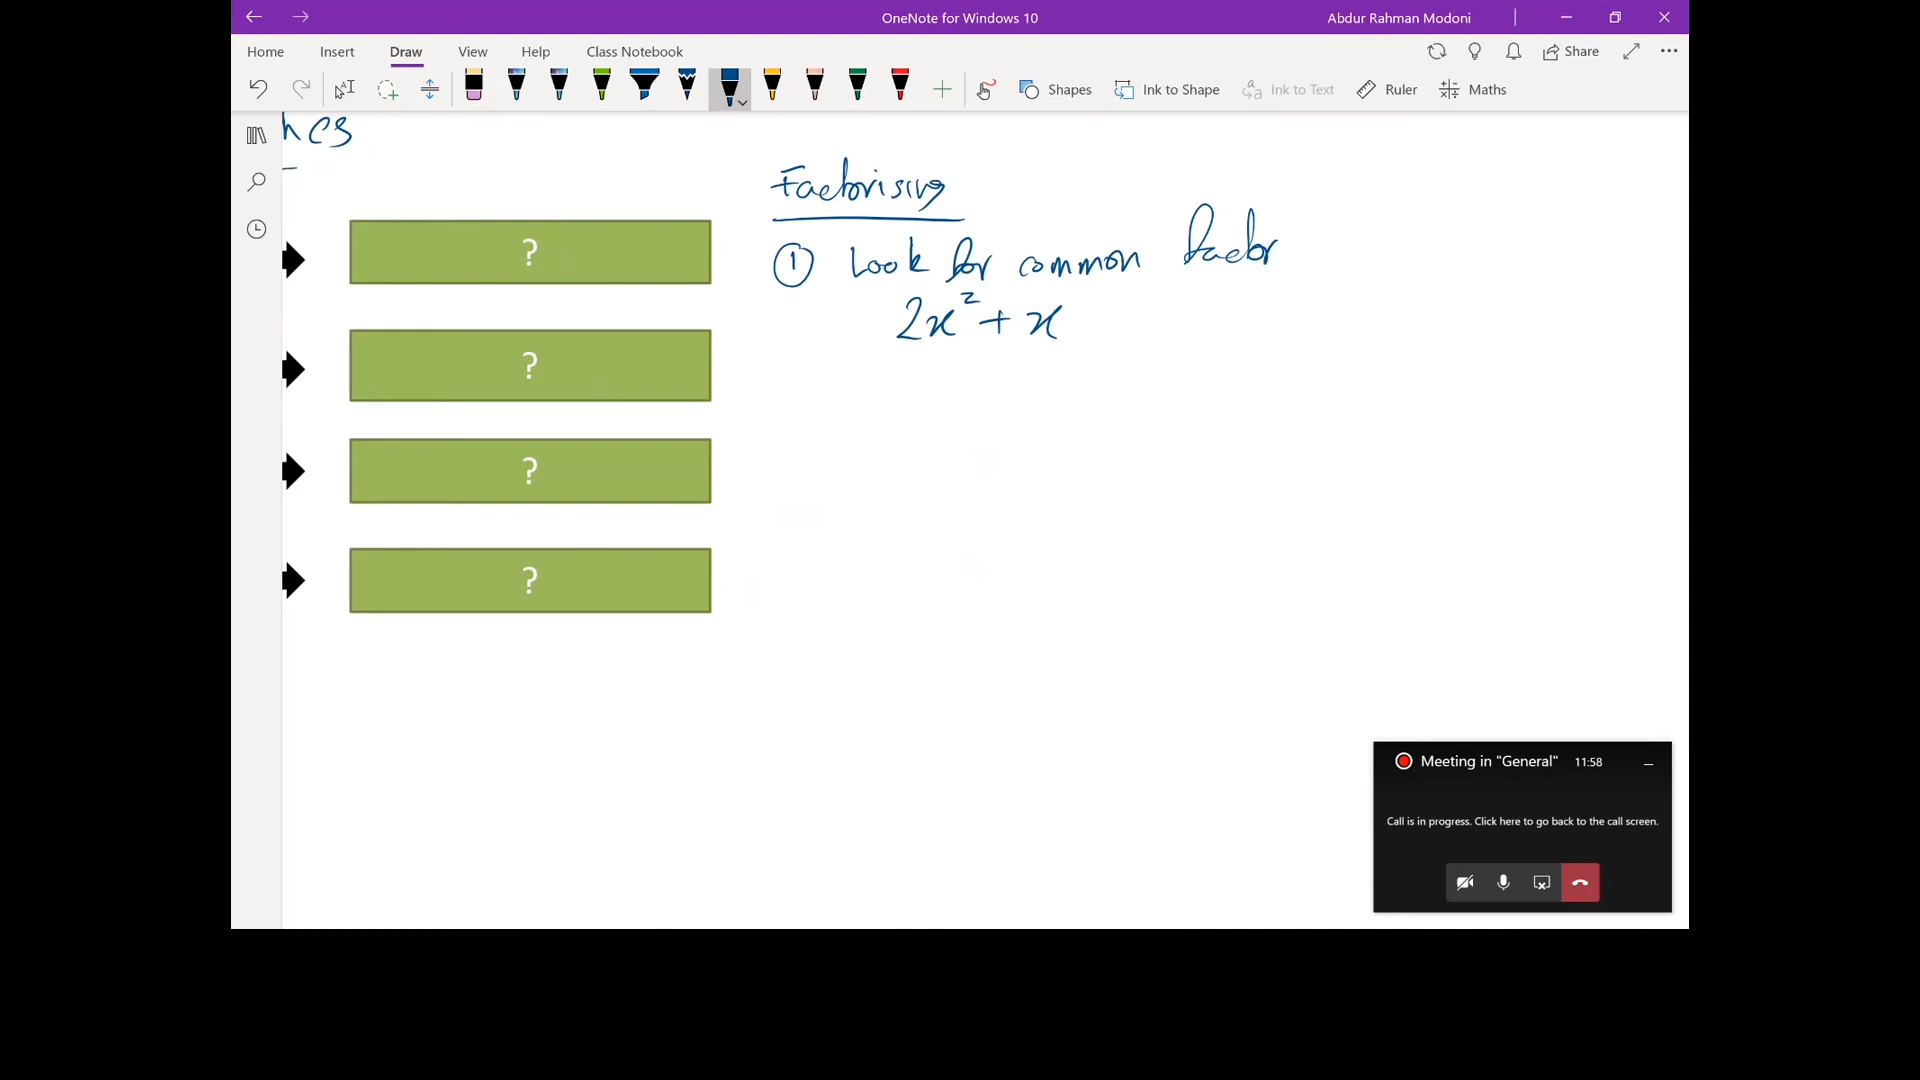 OneNote for Windows 10
Abdur Rahman Modoni
Home Insert Draw View Help Class Notebook
Share
Shapes Ink to Shape Ink to Text Ruler Maths
hes
Factorising
① Look for common factor
2x² + x
?
?
?
?
Meeting in "General" 11:58
Call is in progress. Click here to go back to the call screen.